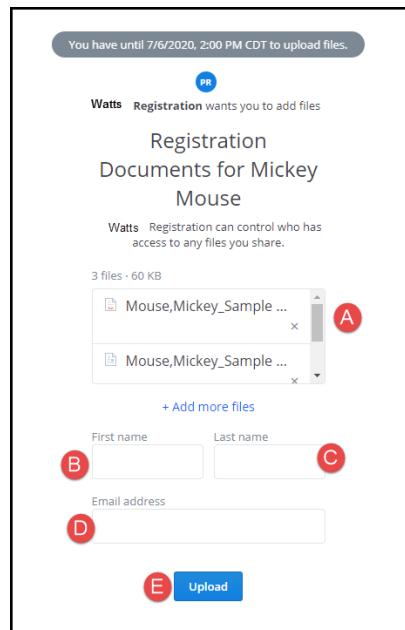 You have until 7/6/2020, 2:00 PM CDT to upload files.
PR
Watts Registration wants you to add files
Registration
Documents for Mickey
Mouse
Watts Registration can control who has
access to any files you share.
3 files · 60 KB
Mouse,Mickey_Sample ...
×
A
Mouse,Mickey_Sample ...
×
+ Add more files
First name Last name
B C
Email address
D
E Upload